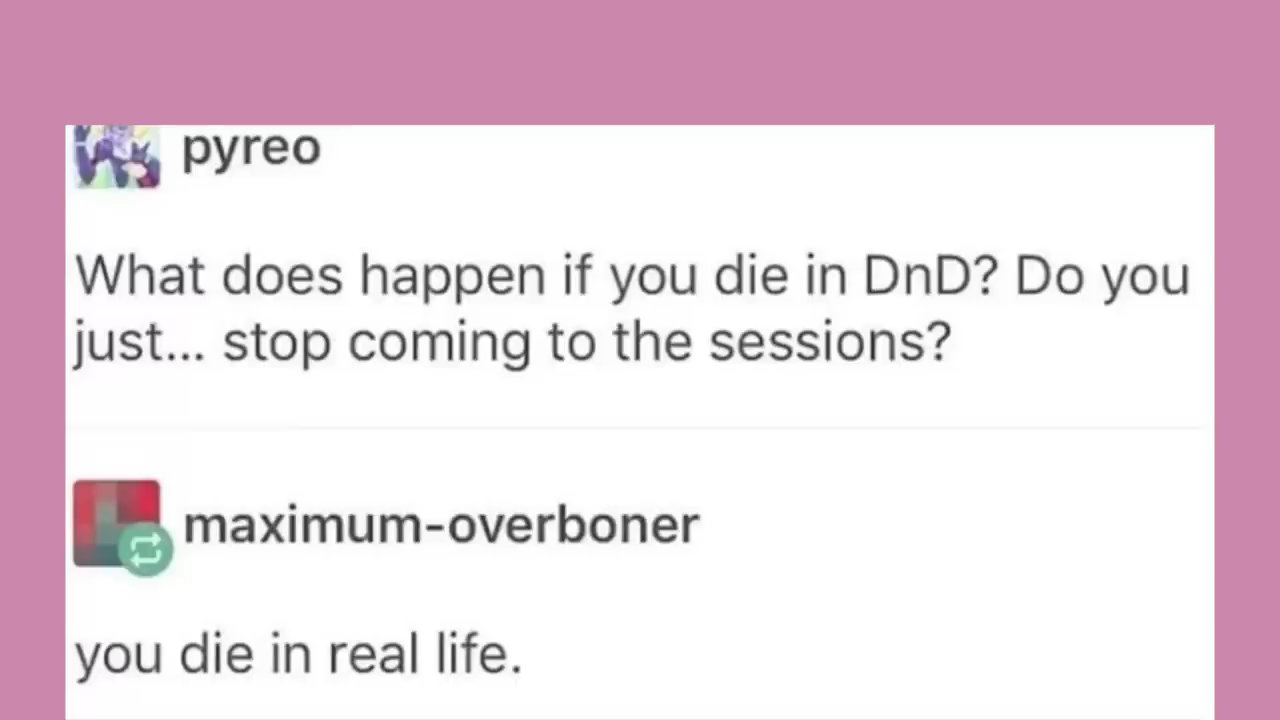 pyreo
What does happen if you die in DnD? Do you
just... stop coming to the sessions?
maximum-overboner
you die in real life.